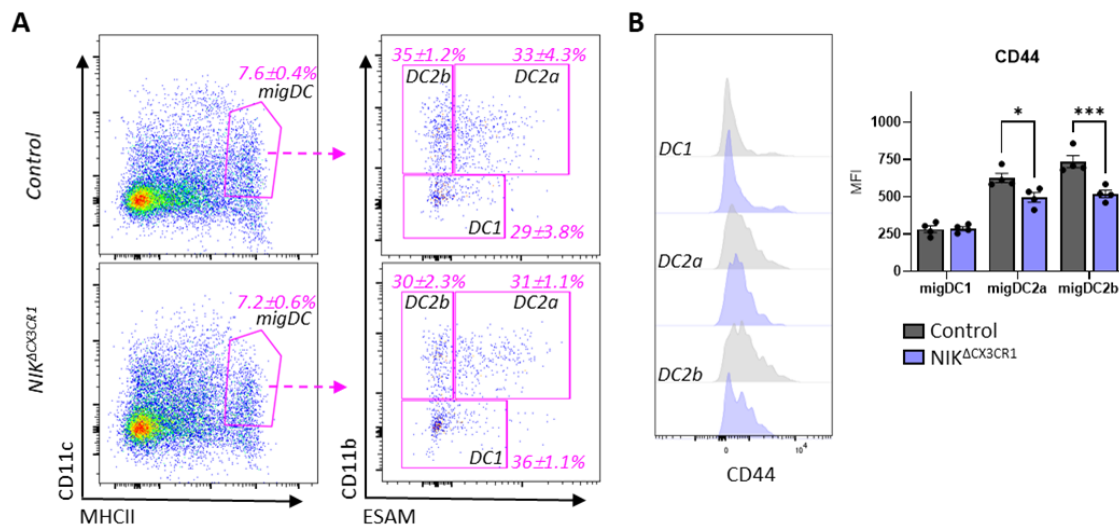 A
Control
7.6±0.4%
migDC
35±1.2%
33±4.3%
DC2b
DC2a
DC1
29±3.8%
NIKΔCX3CR1
7.2±0.6%
migDC
30±2.3%
31±1.1%
DC2b
DC2a
DC1
36±1.1%
CD11c
MHCII
CD11b
ESAM
B
DC1
DC2a
DC2b
0
10⁴
CD44
CD44
*
***
MFI
1000
750
500
250
0
migDC1
migDC2a
migDC2b
Control
NIKΔCX3CR1